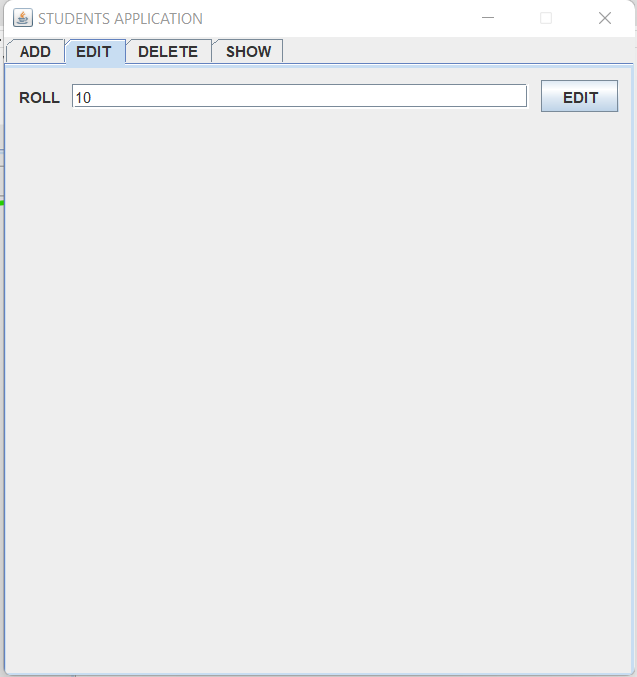 STUDENTS APPLICATION
ADD EDIT DELETE SHOW
ROLL 10 EDIT